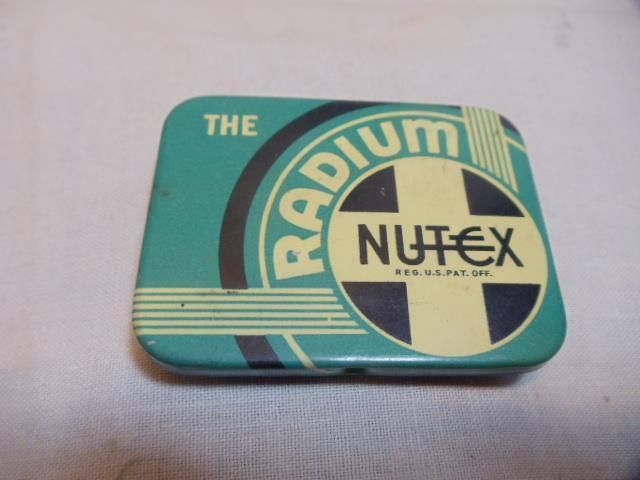 THE
RADIUM
NUTEX
REG. U.S. PAT. OFF.